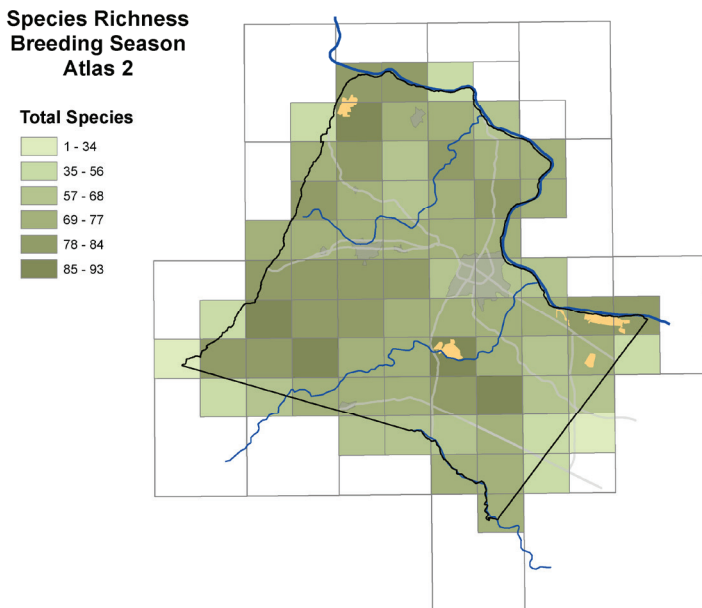 Species Richness
Breeding Season
Atlas 2
Total Species
1 - 34
35 - 56
57 - 68
69 - 77
78 - 84
85 - 93